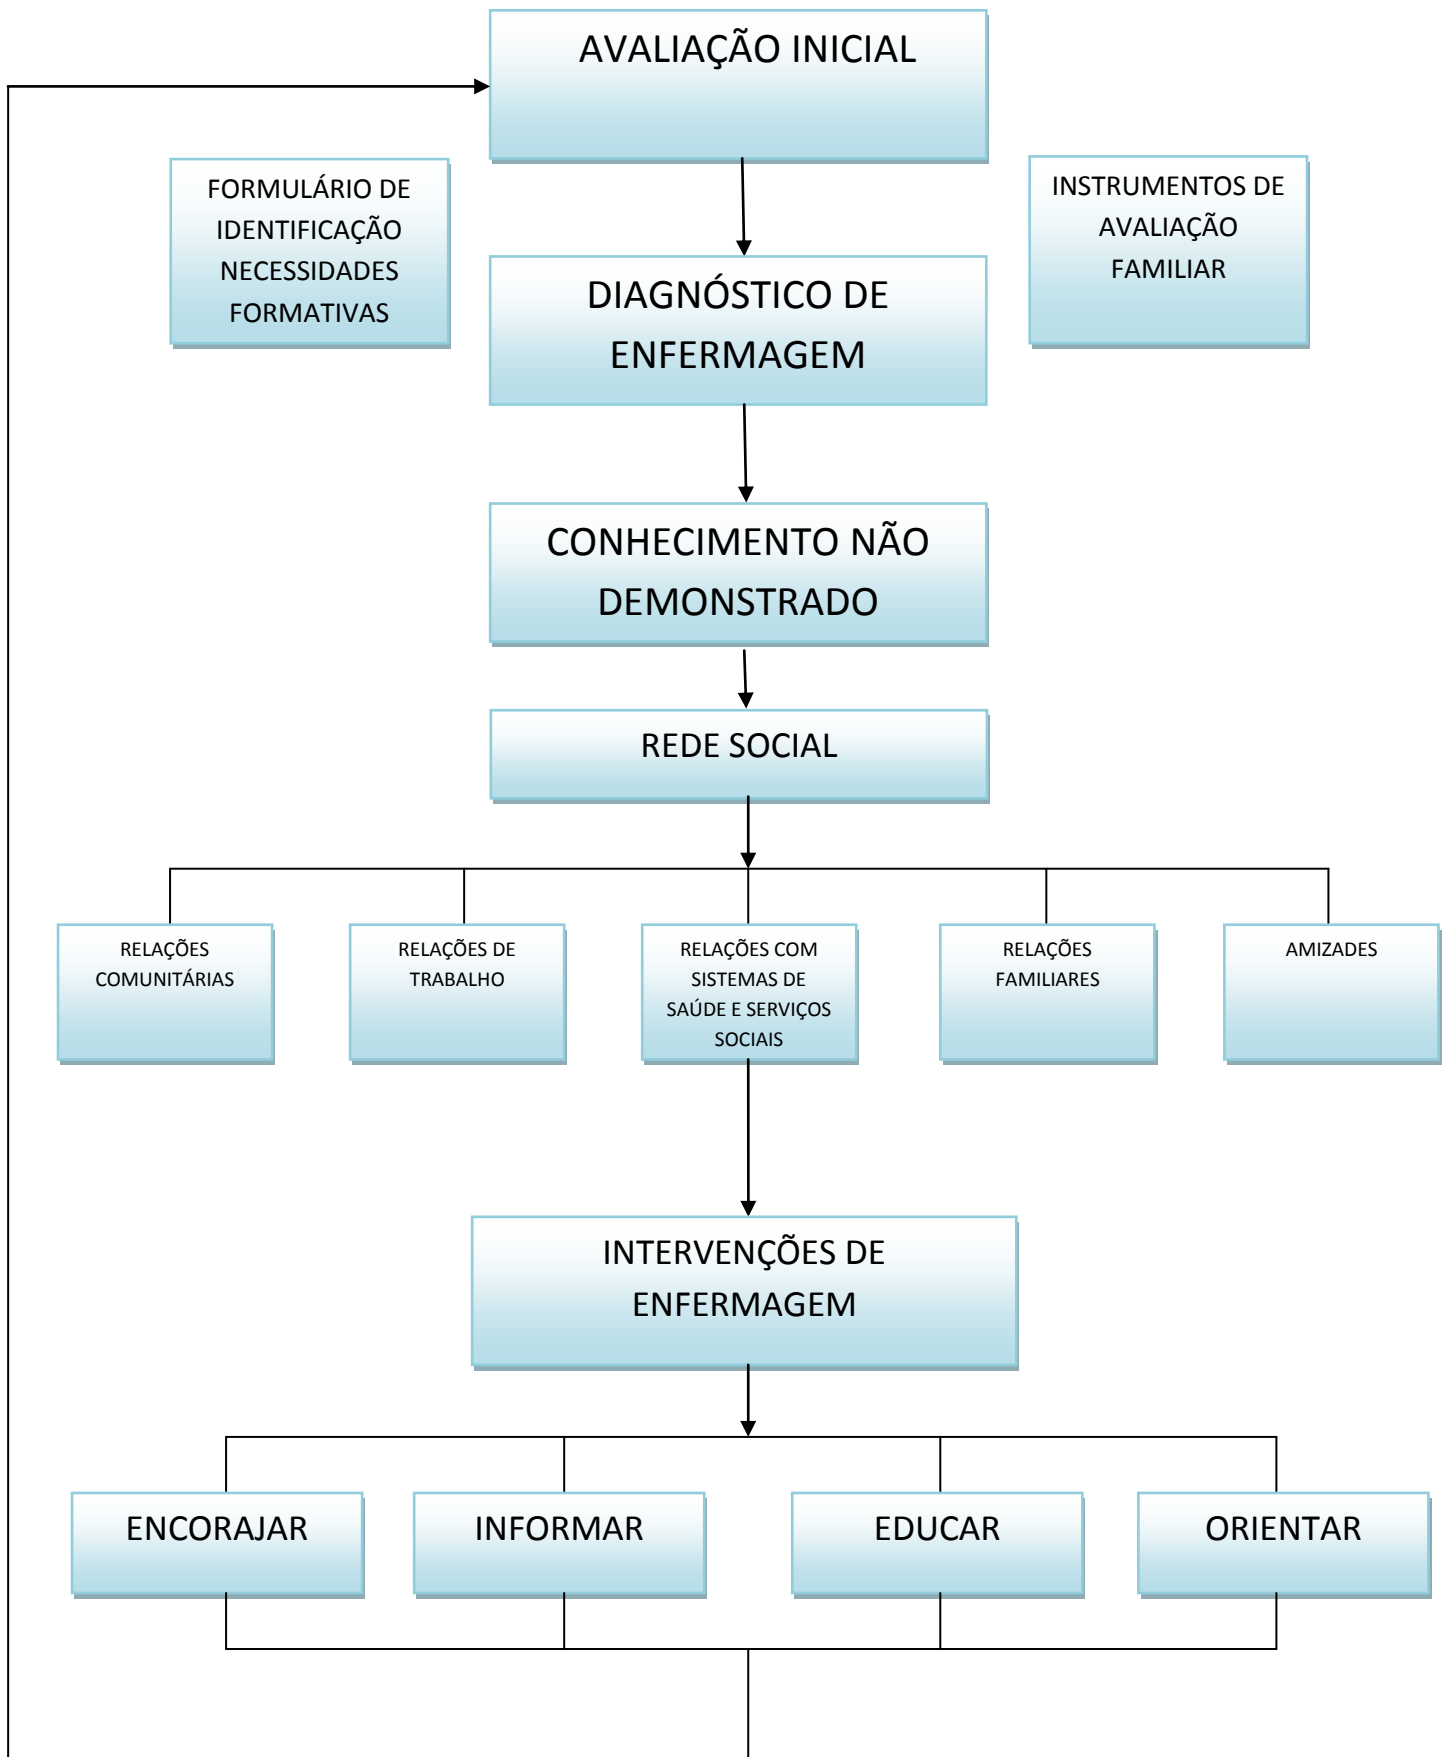 AVALIAÇÃO INICIAL
FORMULÁRIO DE
IDENTIFICAÇÃO
NECESSIDADES
FORMATIVAS
INSTRUMENTOS DE
AVALIAÇÃO
FAMILIAR
DIAGNÓSTICO DE
ENFERMAGEM
CONHECIMENTO NÃO
DEMONSTRADO
REDE SOCIAL
RELAÇÕES
COMUNITÁRIAS
RELAÇÕES DE
TRABALHO
RELAÇÕES COM
SISTEMAS DE
SAÚDE E SERVIÇOS
SOCIAIS
RELAÇÕES
FAMILIARES
AMIZADES
INTERVENÇÕES DE
ENFERMAGEM
ENCORAJAR
INFORMAR
EDUCAR
ORIENTAR